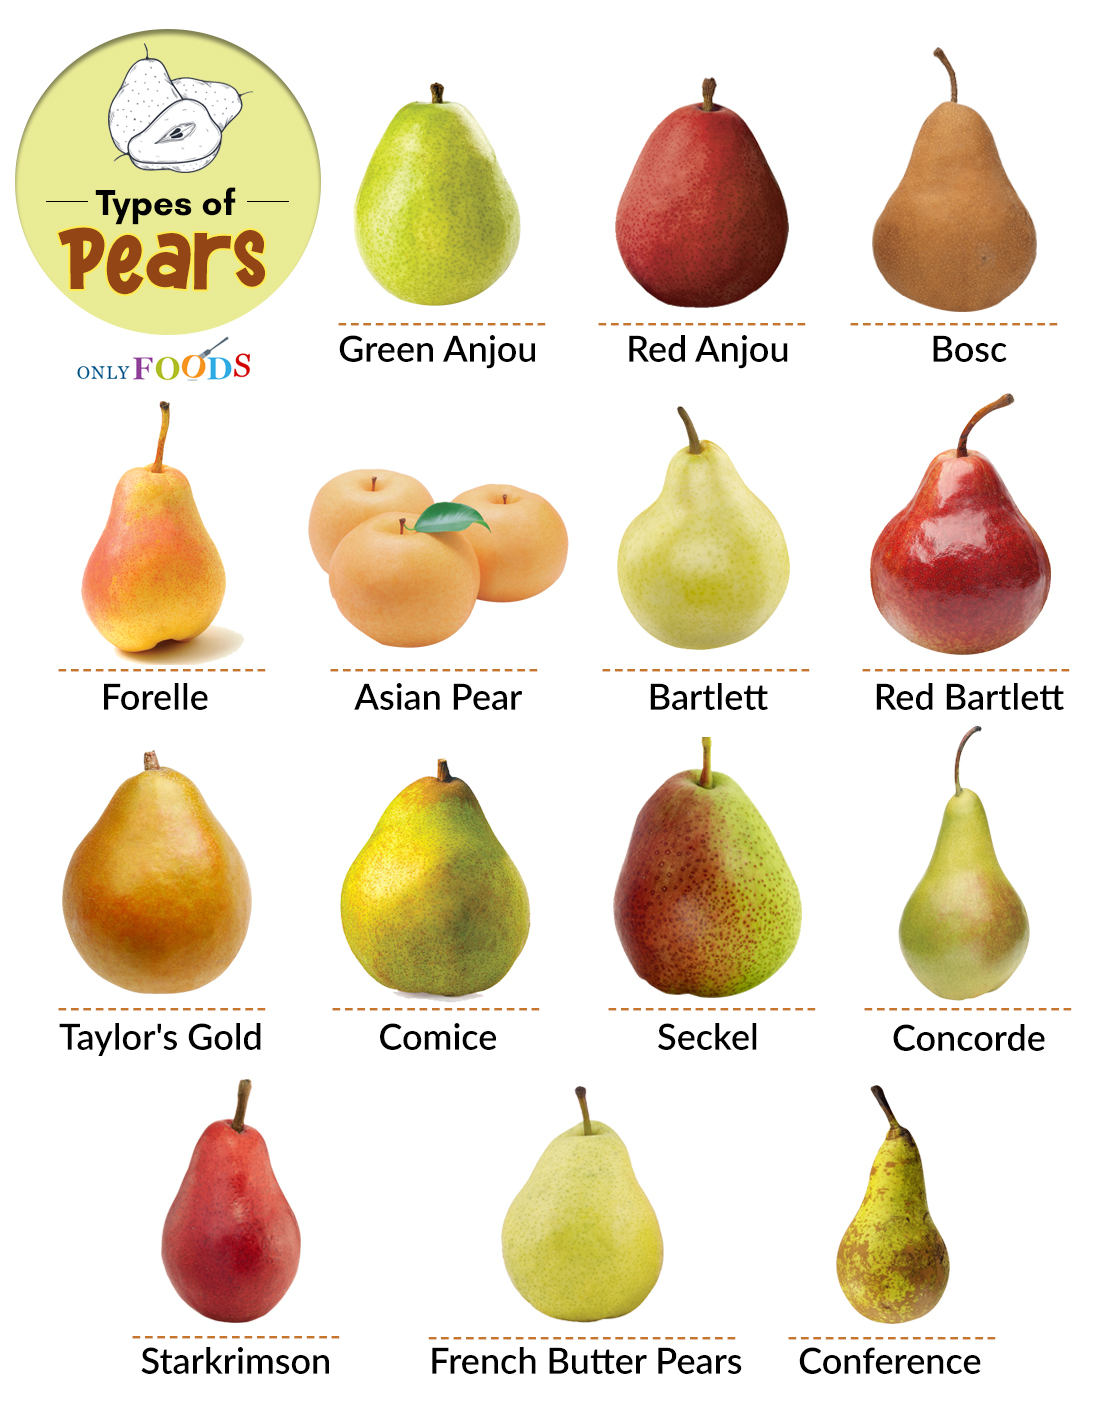 Types of
Pears
ONLY FOODS
Green Anjou
Red Anjou
Bosc
Forelle
Asian Pear
Bartlett
Red Bartlett
Taylor's Gold
Comice
Seckel
Concorde
Starkrimson
French Butter Pears
Conference